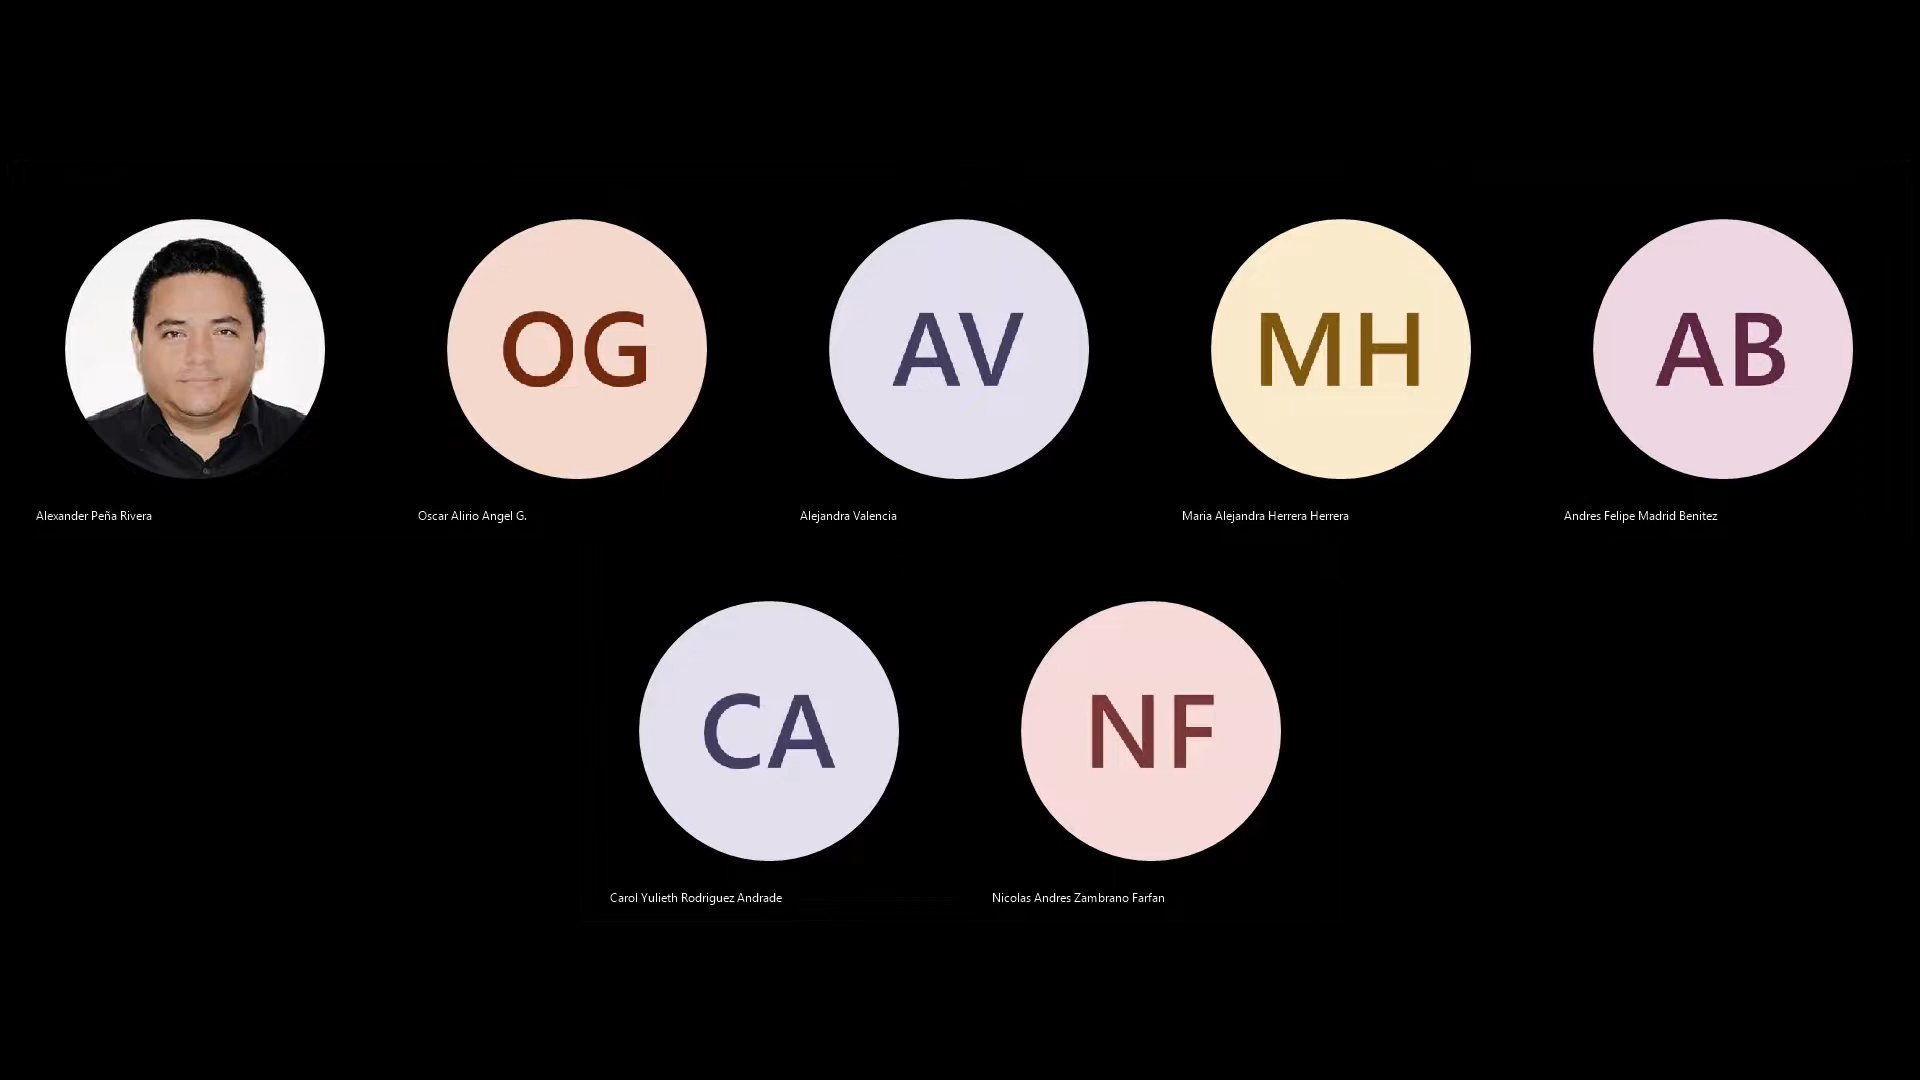 OG
AV
MH
AB
Alexander Peña Rivera
Oscar Alirio Angel G.
Alejandra Valencia
Maria Alejandra Herrera Herrera
Andres Felipe Madrid Benitez
CA
NF
Carol Yulieth Rodriguez Andrade
Nicolas Andres Zambrano Farfan